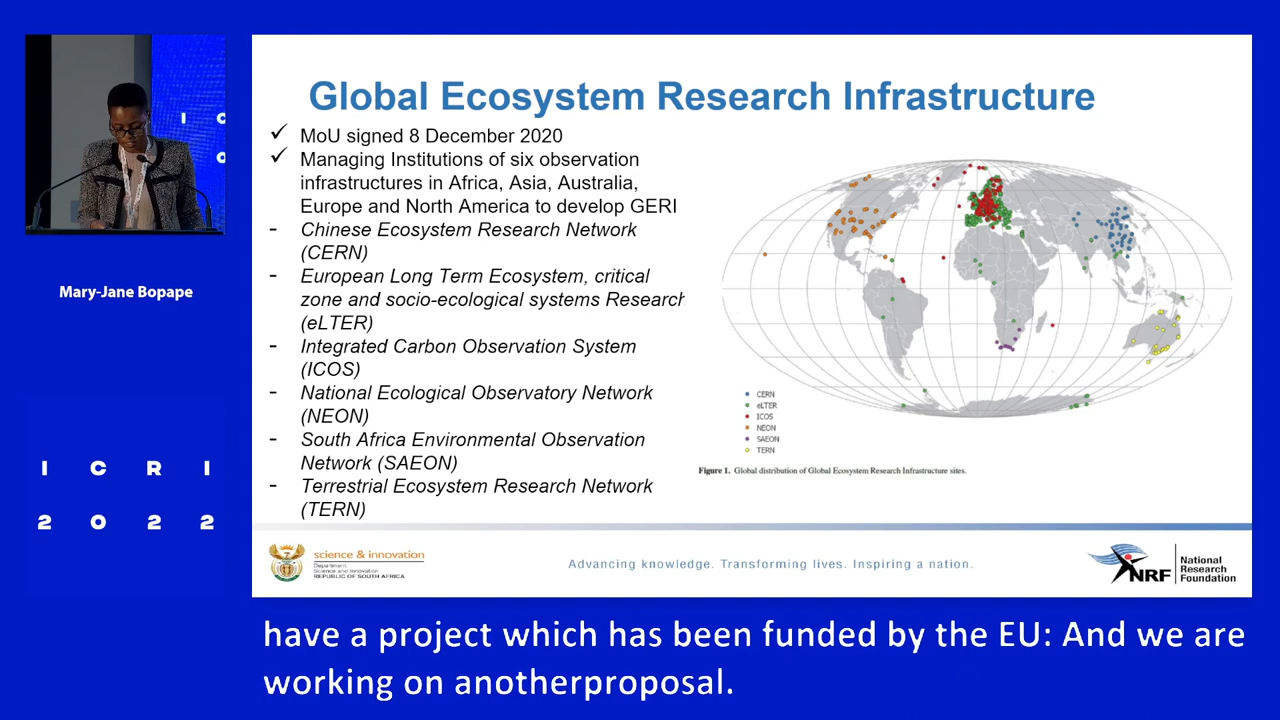 I C
O
Mary-Jane Bopape
I C R I
2 0 2 2
Global Ecosystem Research Infrastructure
✓ MoU signed 8 December 2020
✓ Managing Institutions of six observation
infrastructures in Africa, Asia, Australia,
Europe and North America to develop GERI
- Chinese Ecosystem Research Network
(CERN)
- European Long Term Ecosystem, critical
zone and socio-ecological systems Research
(eLTER)
- Integrated Carbon Observation System
(ICOS)
- National Ecological Observatory Network
(NEON)
- South Africa Environmental Observation
Network (SAEON)
- Terrestrial Ecosystem Research Network
(TERN)
CERN
eLTER
ICOS
NEON
SAEON
TERN
Figure 1. Global distribution of Global Ecosystem Research Infrastructure sites.
science & innovation
Department:
Science and Innovation
REPUBLIC OF SOUTH AFRICA
Advancing knowledge. Transforming lives. Inspiring a nation.
NRF
National
Research
Foundation
have a project which has been funded by the EU: And we are
working on anotherproposal.